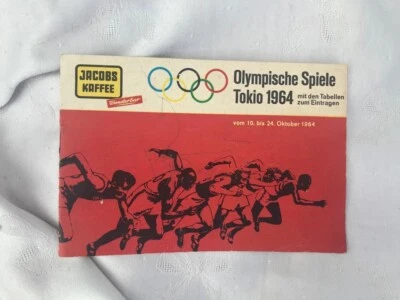 JACOBS
KAFFEE
Wunderbar
Olympische Spiele
Tokio 1964
mit den Tabellen
zum Eintragen
vom 10. bis 24. Oktober 1964